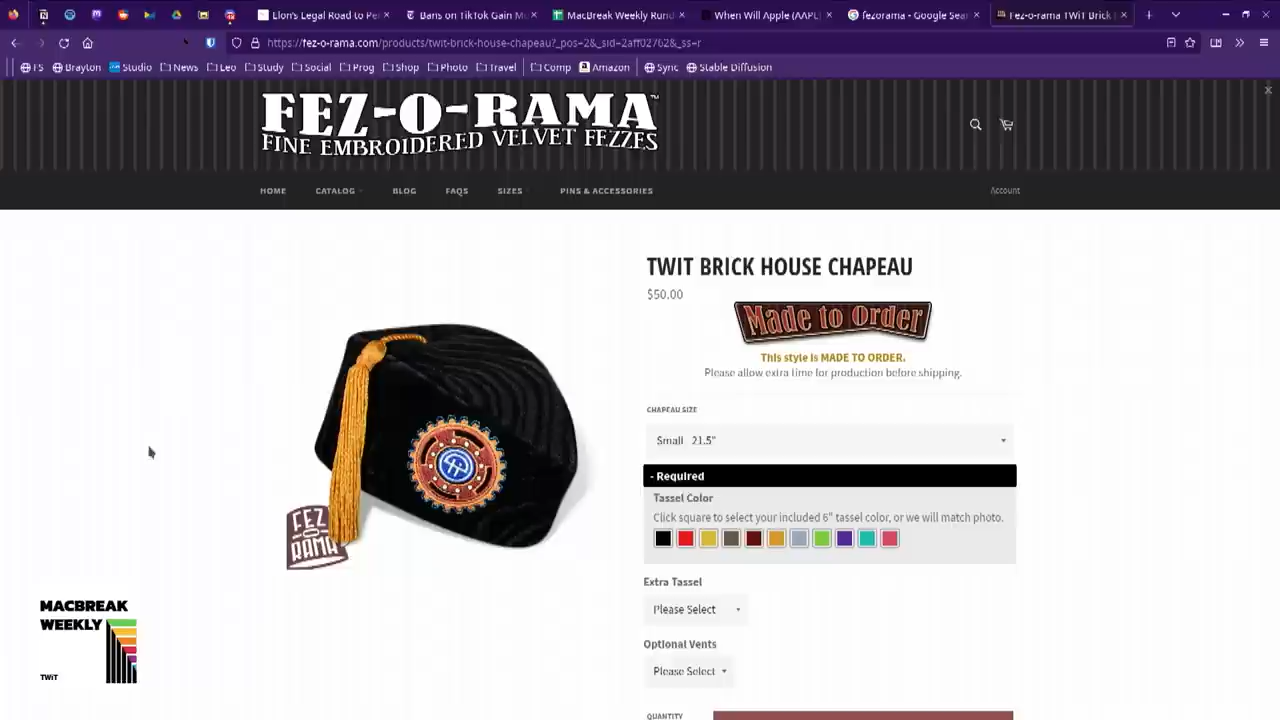 Elon's Legal Road to Pe
Bans on TikTok Gain Mo
MacBreak Weekly Rund
When Will Apple (AAPL)
fezorama - Google Sear
Fez-o-rama TWiT Brick
https://fez-o-rama.com/products/twit-brick-house-chapeau?_pos=2&_sid=2aff02762&_ss=r
FS Brayton Studio News Leo Study Social Prog Shop Photo Travel Comp Amazon Sync Stable Diffusion
FEZ-O-RAMA™
FINE EMBROIDERED VELVET FEZZES
HOME CATALOG BLOG FAQS SIZES PINS & ACCESSORIES Account
TWIT BRICK HOUSE CHAPEAU
$50.00
Made to Order
This style is MADE TO ORDER.
Please allow extra time for production before shipping.
CHAPEAU SIZE
Small 21.5"
- Required
Tassel Color
Click square to select your included 6" tassel color, or we will match photo.
Extra Tassel
Please Select
Optional Vents
Please Select
QUANTITY
FEZ
-O-
RAMA
MACBREAK
WEEKLY
TWiT